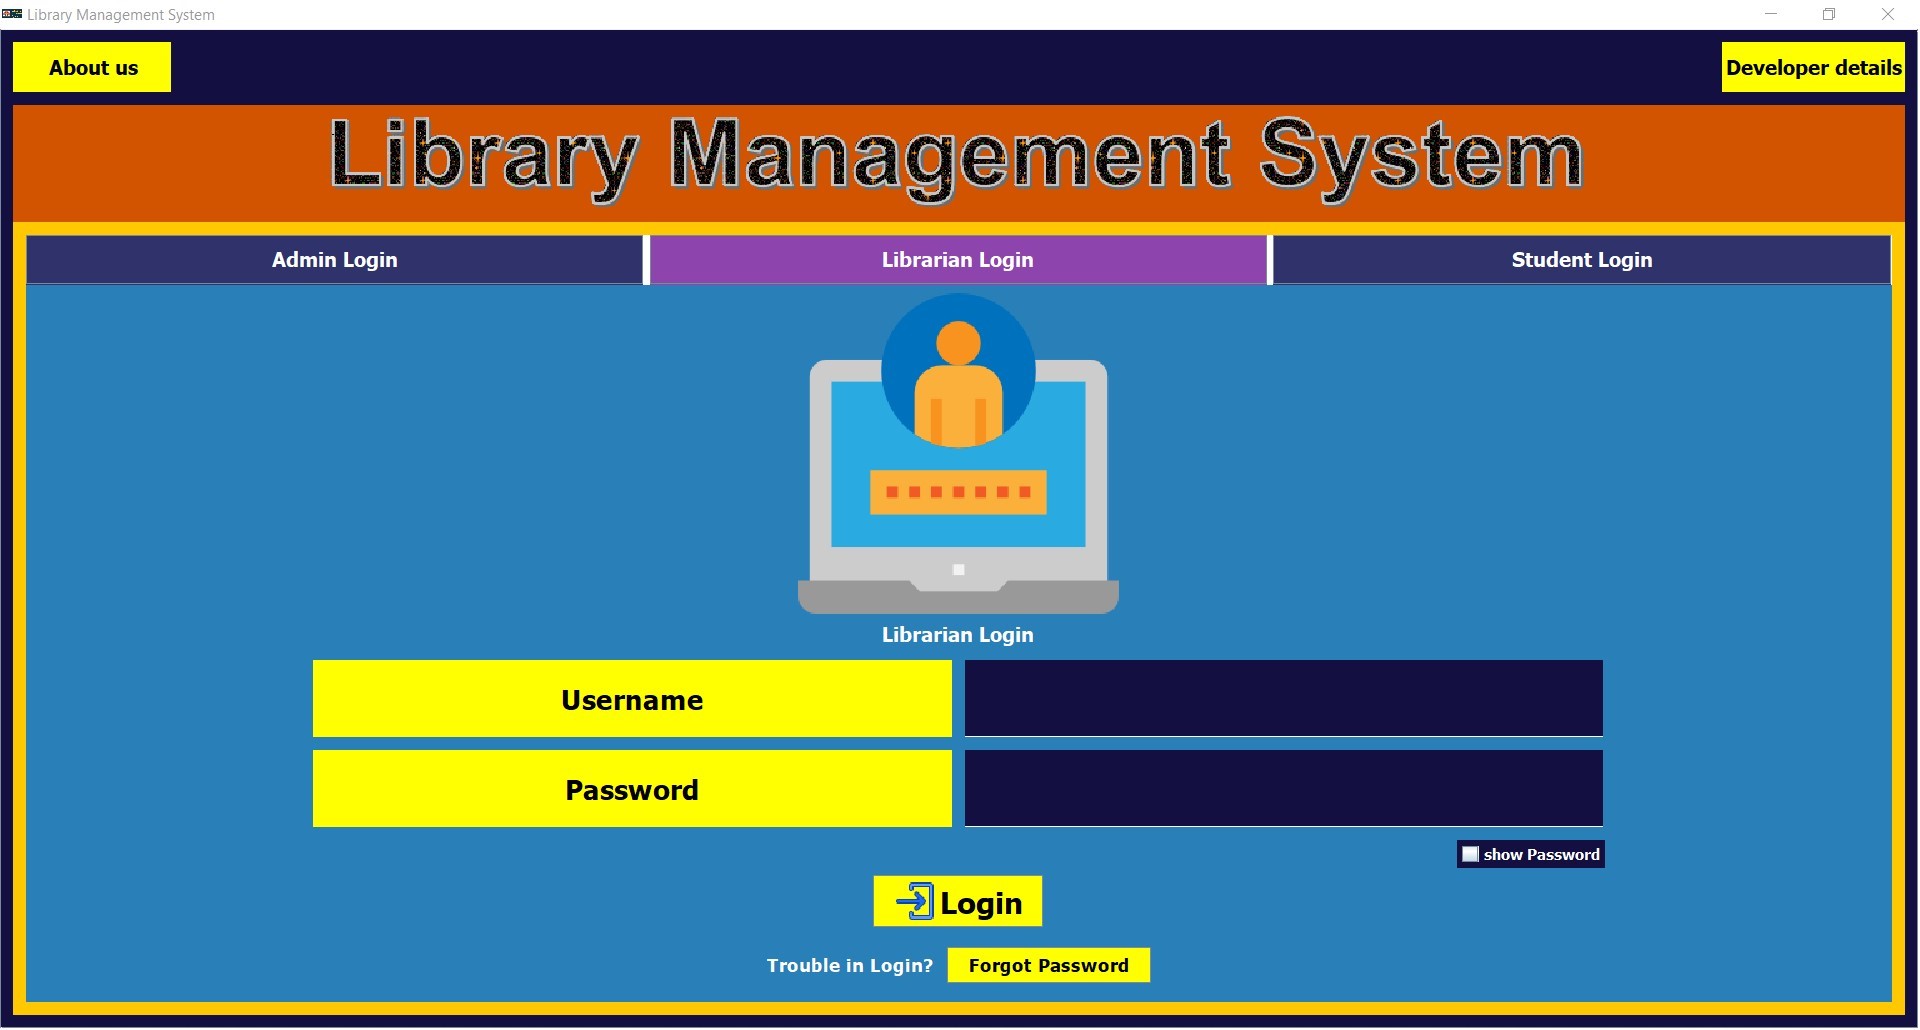 Library Management System
About us
Developer details
Library Management System
Admin Login
Librarian Login
Student Login
Librarian Login
Username
Password
show Password
Login
Trouble in Login? Forgot Password